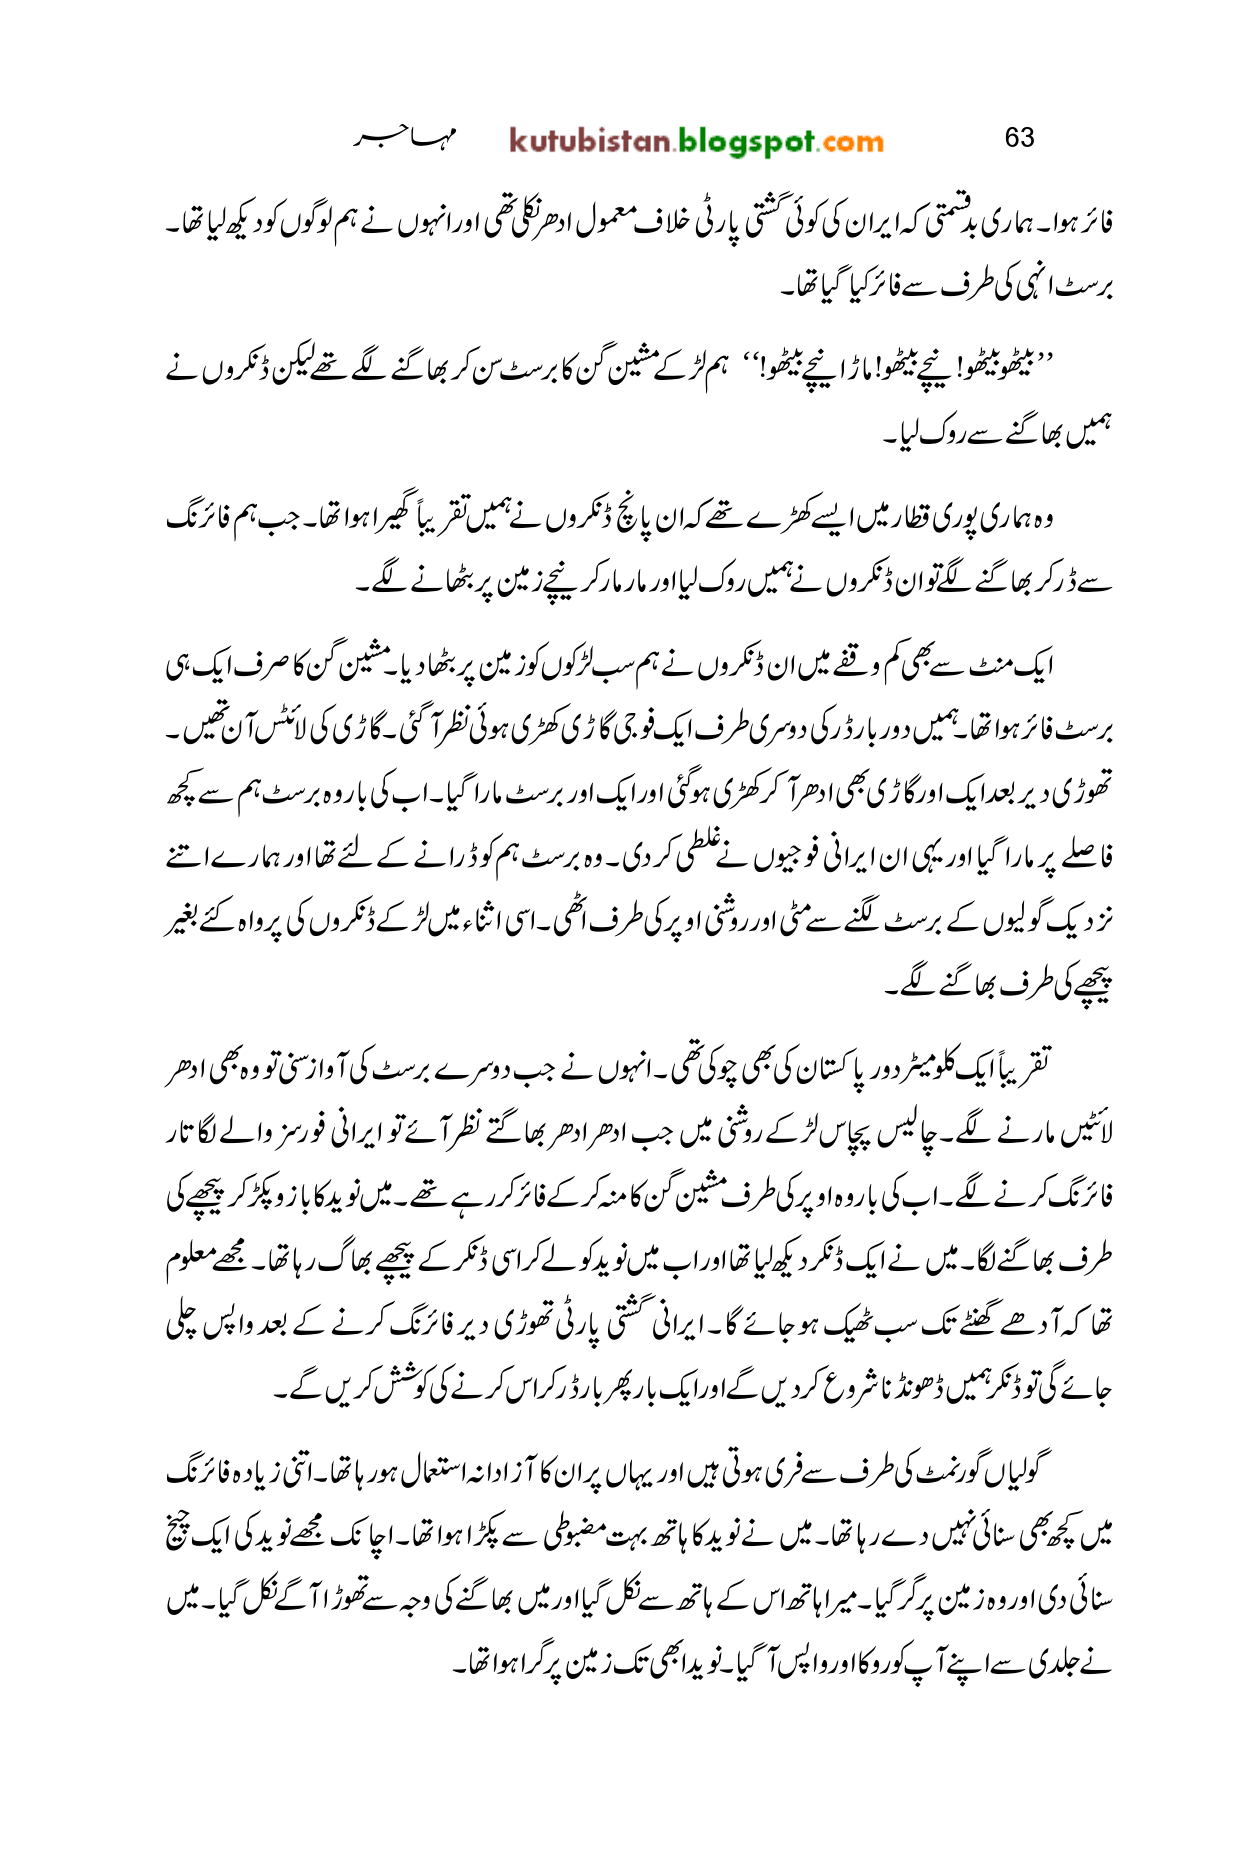 63 kutubistan.blogspot.com مہاجر
فائر ہوا۔ ہماری بدقسمتی کہ ایران کی کوئی گشتی پارٹی خلاف معمول ادھر نکلی تھی اور انہوں نے ہم لوگوں کو دیکھ لیا تھا۔
برسٹ انہی کی طرف سے فائر کیا گیا تھا۔
’’بیٹھو بیٹھو! نیچے بیٹھو! ماڑا نیچے بیٹھو!‘‘ ہم لڑکے مشین گن کا برسٹ سن کر بھاگنے لگے تھے لیکن ڈنکروں نے
ہمیں بھاگنے سے روک لیا۔
وہ ہماری پوری قطار میں ایسے کھڑے تھے کہ ان پانچ ڈنکروں نے ہمیں تقریباً گھیرا ہوا تھا۔ جب ہم فائرنگ
سے ڈر کر بھاگنے لگے تو ان ڈنکروں نے ہمیں روک لیا اور مار مار کر نیچے زمین پر بٹھانے لگے۔
ایک منٹ سے بھی کم وقفے میں ان ڈنکروں نے ہم سب لڑکوں کو زمین پر بٹھا دیا۔ مشین گن کا صرف ایک ہی
برسٹ فائر ہوا تھا۔ ہمیں دور بارڈر کی دوسری طرف ایک فوجی گاڑی کھڑی ہوئی نظر آ گئی۔ گاڑی کی لائٹس آن تھیں۔
تھوڑی دیر بعد ایک اور گاڑی بھی ادھر آ کر کھڑی ہو گئی اور ایک اور برسٹ مارا گیا۔ اب کی بار وہ برسٹ ہم سے کچھ
فاصلے پر مارا گیا اور یہی ان ایرانی فوجیوں نے غلطی کر دی۔ وہ برسٹ ہم کو ڈرانے کے لئے تھا اور ہمارے اتنے
نزدیک گولیوں کے برسٹ لگنے سے مٹی اور روشنی اوپر کی طرف اٹھی۔ اسی اثناء میں لڑکے ڈنکروں کی پرواہ کئے بغیر
پیچھے کی طرف بھاگنے لگے۔
تقریباً ایک کلومیٹر دور پاکستان کی بھی چوکی تھی۔ انہوں نے جب دوسرے برسٹ کی آواز سنی تو وہ بھی ادھر
لائٹیں مارنے لگے۔ چالیس پچاس لڑکے روشنی میں جب ادھر ادھر بھاگتے نظر آئے تو ایرانی فورسز والے لگاتار
فائرنگ کرنے لگے۔ اب کی بار وہ اوپر کی طرف مشین گن کا منہ کر کے فائر کر رہے تھے۔ میں نوید کا بازو پکڑ کر پیچھے کی
طرف بھاگنے لگا۔ میں نے ایک ڈنکر دیکھ لیا تھا اور اب میں نوید کو لے کر اسی ڈنکر کے پیچھے بھاگ رہا تھا۔ مجھے معلوم
تھا کہ آدھے گھنٹے تک سب ٹھیک ہو جائے گا۔ ایرانی گشتی پارٹی تھوڑی دیر فائرنگ کرنے کے بعد واپس چلی
جائے گی تو ڈنکر ہمیں ڈھونڈنا شروع کر دیں گے اور ایک بار پھر بارڈر کراس کرنے کی کوشش کریں گے۔
گولیاں گورنمٹ کی طرف سے فری ہوتی ہیں اور یہاں پر ان کا آزادانہ استعمال ہو رہا تھا۔ اتنی زیادہ فائرنگ
میں کچھ بھی سنائی نہیں دے رہا تھا۔ میں نے نوید کا ہاتھ بہت مضبوطی سے پکڑا ہوا تھا۔ اچانک مجھے نوید کی ایک چیخ
سنائی دی اور وہ زمین پر گر گیا۔ میرا ہاتھ اس کے ہاتھ سے نکل گیا اور میں بھاگنے کی وجہ سے تھوڑا آگے نکل گیا۔ میں
نے جلدی سے اپنے آپ کو روکا اور واپس آ گیا۔ نوید ابھی تک زمین پر گرا ہوا تھا۔